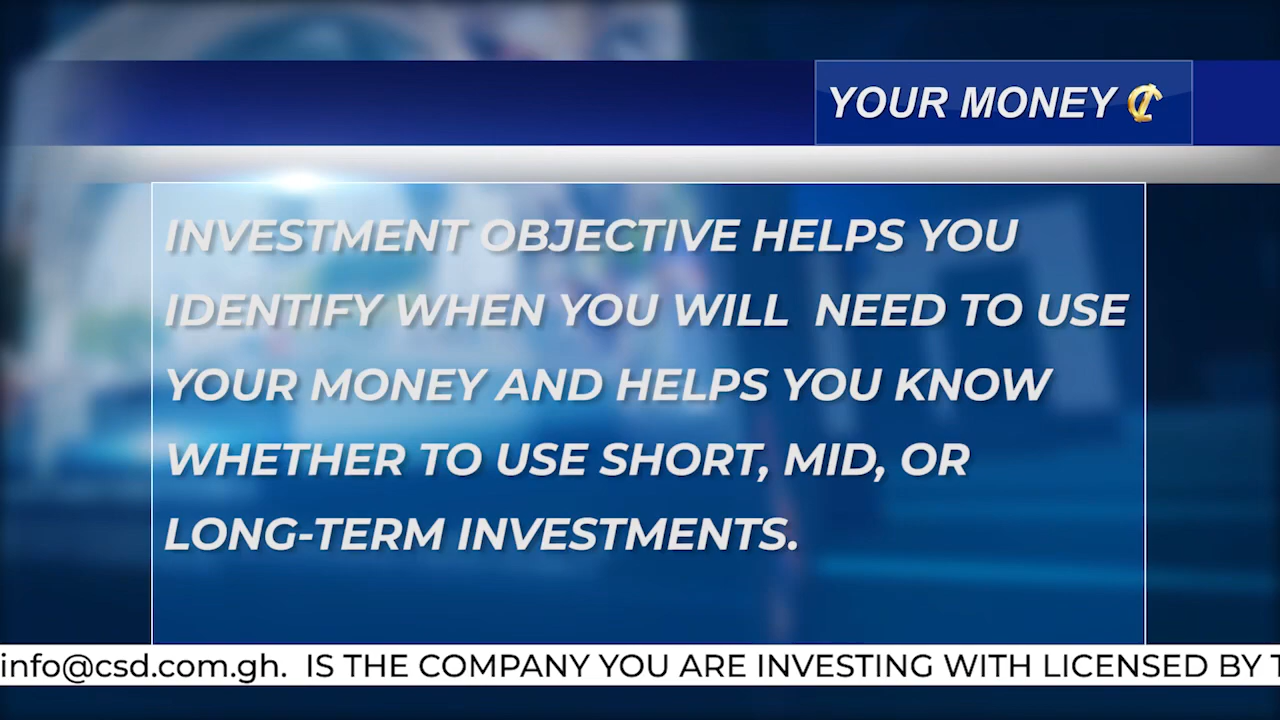 YOUR MONEY ₵
INVESTMENT OBJECTIVE HELPS YOU
IDENTIFY WHEN YOU WILL NEED TO USE
YOUR MONEY AND HELPS YOU KNOW
WHETHER TO USE SHORT, MID, OR
LONG-TERM INVESTMENTS.
info@csd.com.gh. IS THE COMPANY YOU ARE INVESTING WITH LICENSED BY T